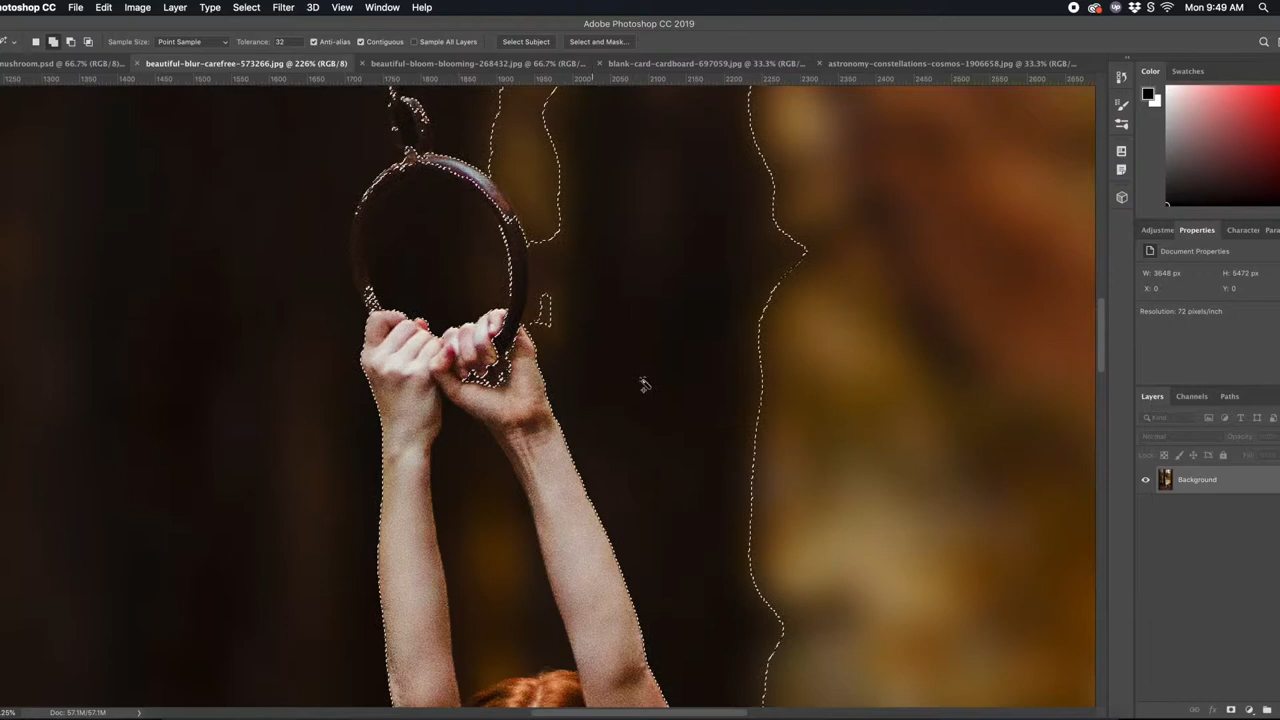 otoshop CC File Edit Image Layer Type Select Filter 3D View Window Help Mon 9:49 AM
Adobe Photoshop CC 2019
Sample Size: Point Sample Tolerance: 32 Anti-alias Contiguous Sample All Layers Select Subject Select and Mask...
mushroom.psd @ 66.7% (RGB/8)... × beautiful-blur-carefree-573266.jpg @ 226% (RGB/8) × beautiful-bloom-blooming-268432.jpg @ 66.7% (RGB/... × blank-card-cardboard-697059.jpg @ 33.3% (RGB/... × astronomy-constellations-cosmos-1906658.jpg @ 33.3% (RGB/...
1250 1300 1350 1400 1450 1500 1550 1600 1650 1700 1750 1800 1850 1900 1950 2000 2050 2100 2150 2200 2250 2300 2350 2400 2450 2500 2550 2600 2650
Color Swatches
Adjustme Properties Character Para
Document Properties
W: 3648 px H: 5472 px
X: 0 Y: 0
Resolution: 72 pixels/inch
Layers Channels Paths
Kind
Normal Opacity:
Lock: Fill:
Background
.25% Doc: 57.1M/57.1M